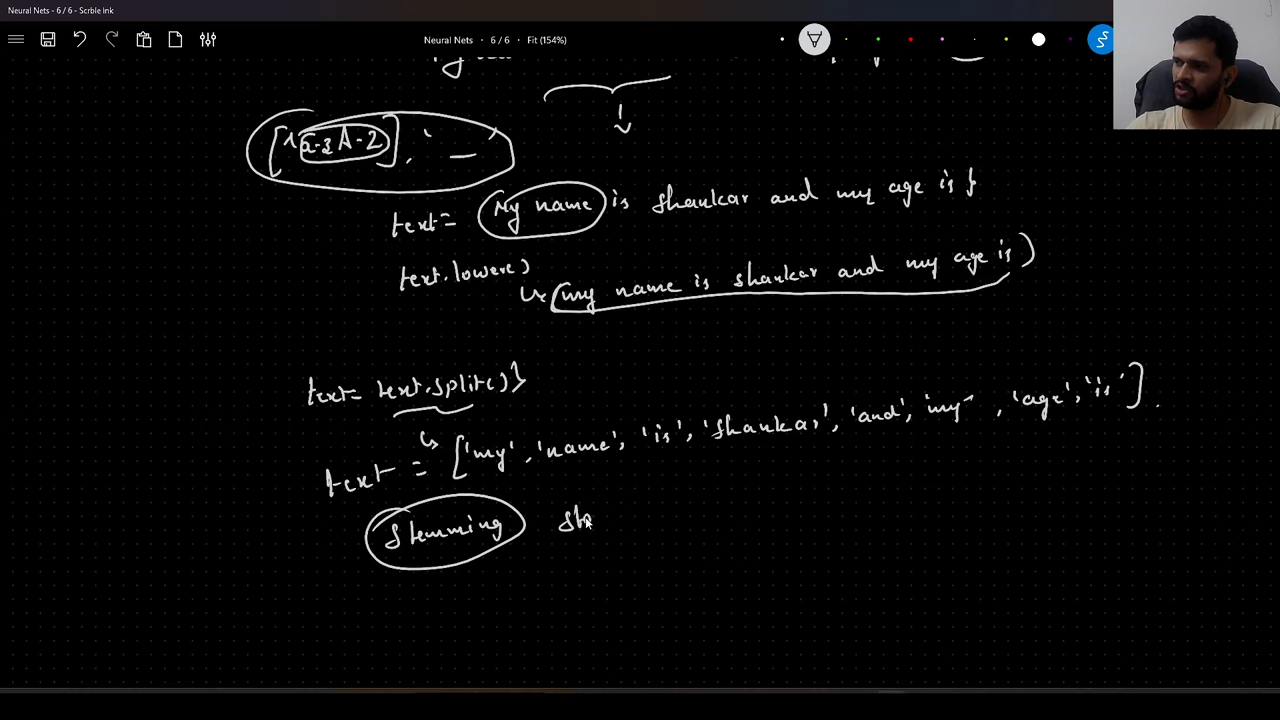 Neural Nets - 6 / 6 - Scrble Ink
Neural Nets • 6 / 6 • Fit (154%)
[^a-zA-Z], ' _ '
text= My name is shankar and my age is }
text.lower()
my name is shankar and my age is)
text= text.split()}
text = ['my', 'name', 'is', 'shankar', 'and', 'my', 'age', 'is'].
Stemming